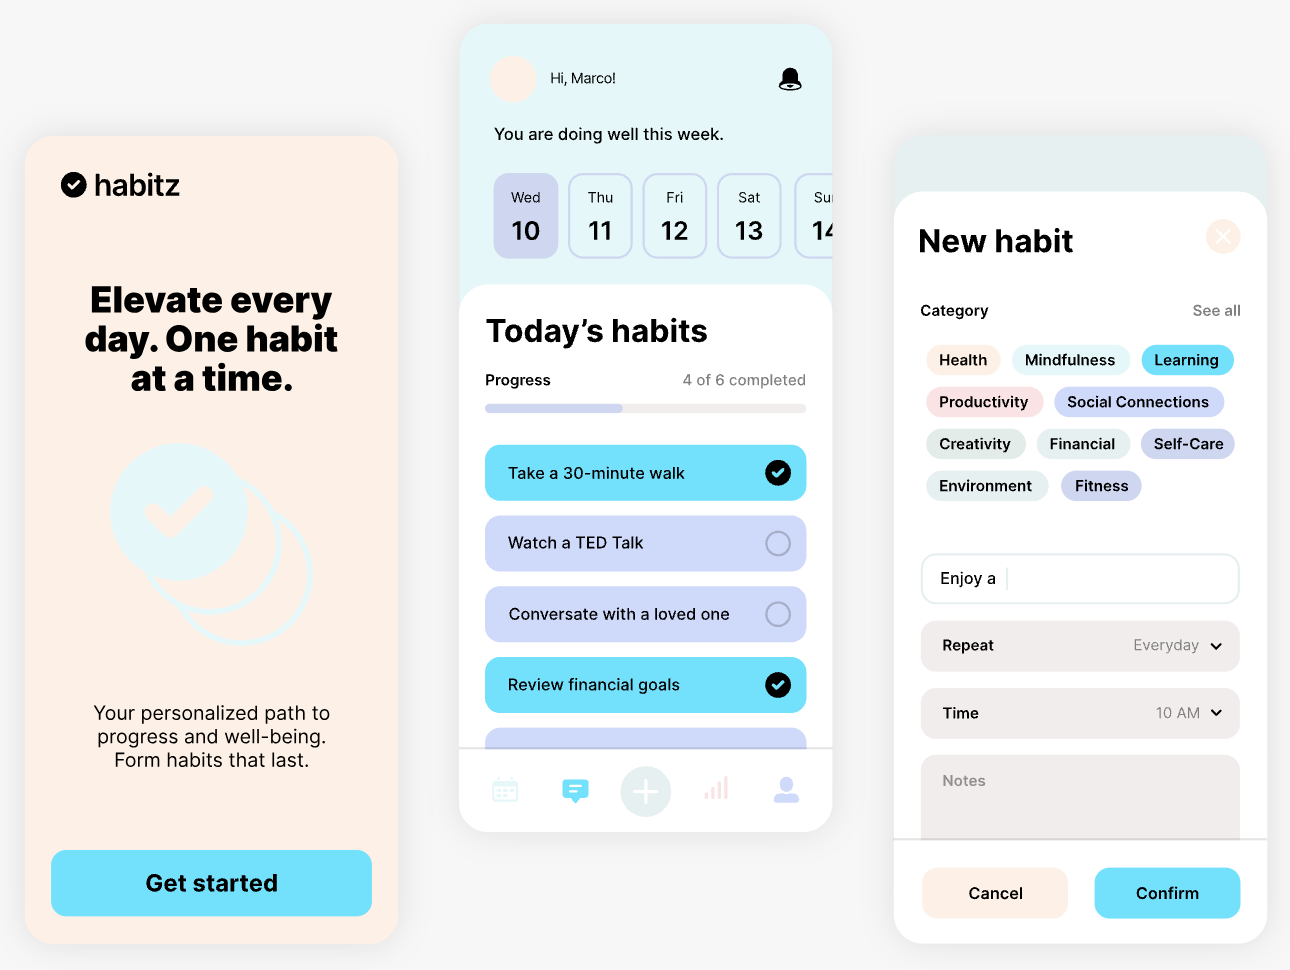 habitz
Elevate every
day. One habit
at a time.
Your personalized path to
progress and well-being.
Form habits that last.
Get started
Hi, Marco!
You are doing well this week.
Wed Thu Fri Sat Sun
10 11 12 13 14
Today’s habits
Progress 4 of 6 completed
Take a 30-minute walk
Watch a TED Talk
Conversate with a loved one
Review financial goals
New habit
Category See all
Health Mindfulness Learning
Productivity Social Connections
Creativity Financial Self-Care
Environment Fitness
Enjoy a
Repeat Everyday
Time 10 AM
Notes
Cancel Confirm